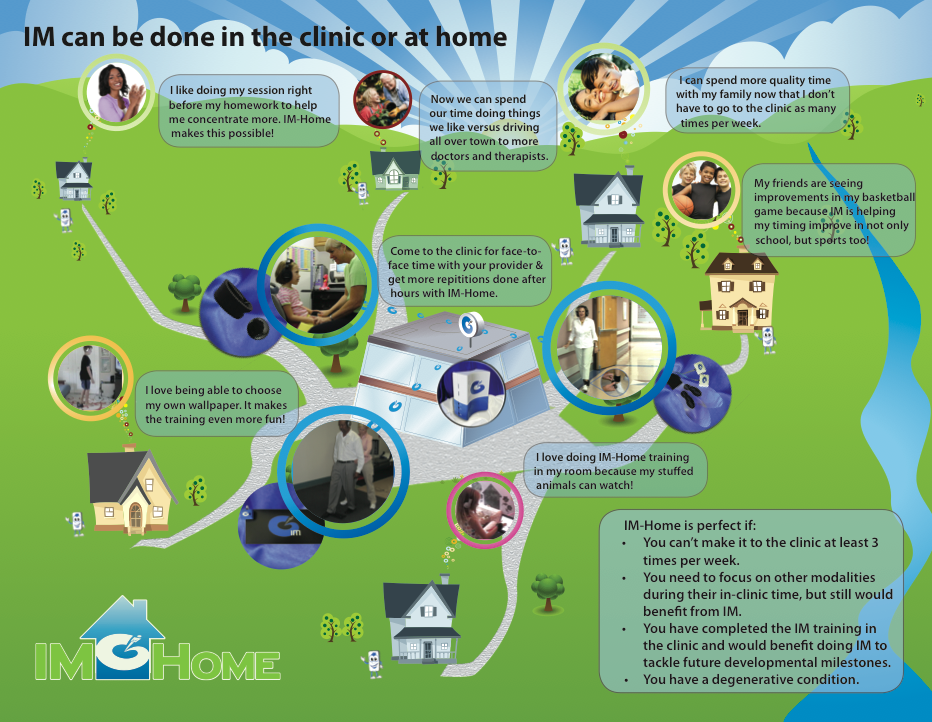 IM can be done in the clinic or at home
I like doing my session right
before my homework to help
me concentrate more. IM-Home
makes this possible!
Now we can spend
our time doing things
we like versus driving
all over town to more
doctors and therapists.
I can spend more quality time
with my family now that I don't
have to go to the clinic as many
times per week.
My friends are seeing
improvements in my basketball
game because IM is helping
my timing improve in not only
school, but sports too!
Come to the clinic for face-to-
face time with your provider &
get more repititions done after
hours with IM-Home.
I love being able to choose
my own wallpaper. It makes
the training even more fun!
I love doing IM-Home training
in my room because my stuffed
animals can watch!
im
IM-Home is perfect if:
• You can't make it to the clinic at least 3
times per week.
• You need to focus on other modalities
during their in-clinic time, but still would
benefit from IM.
• You have completed the IM training in
the clinic and would benefit doing IM to
tackle future developmental milestones.
• You have a degenerative condition.
IM HOME